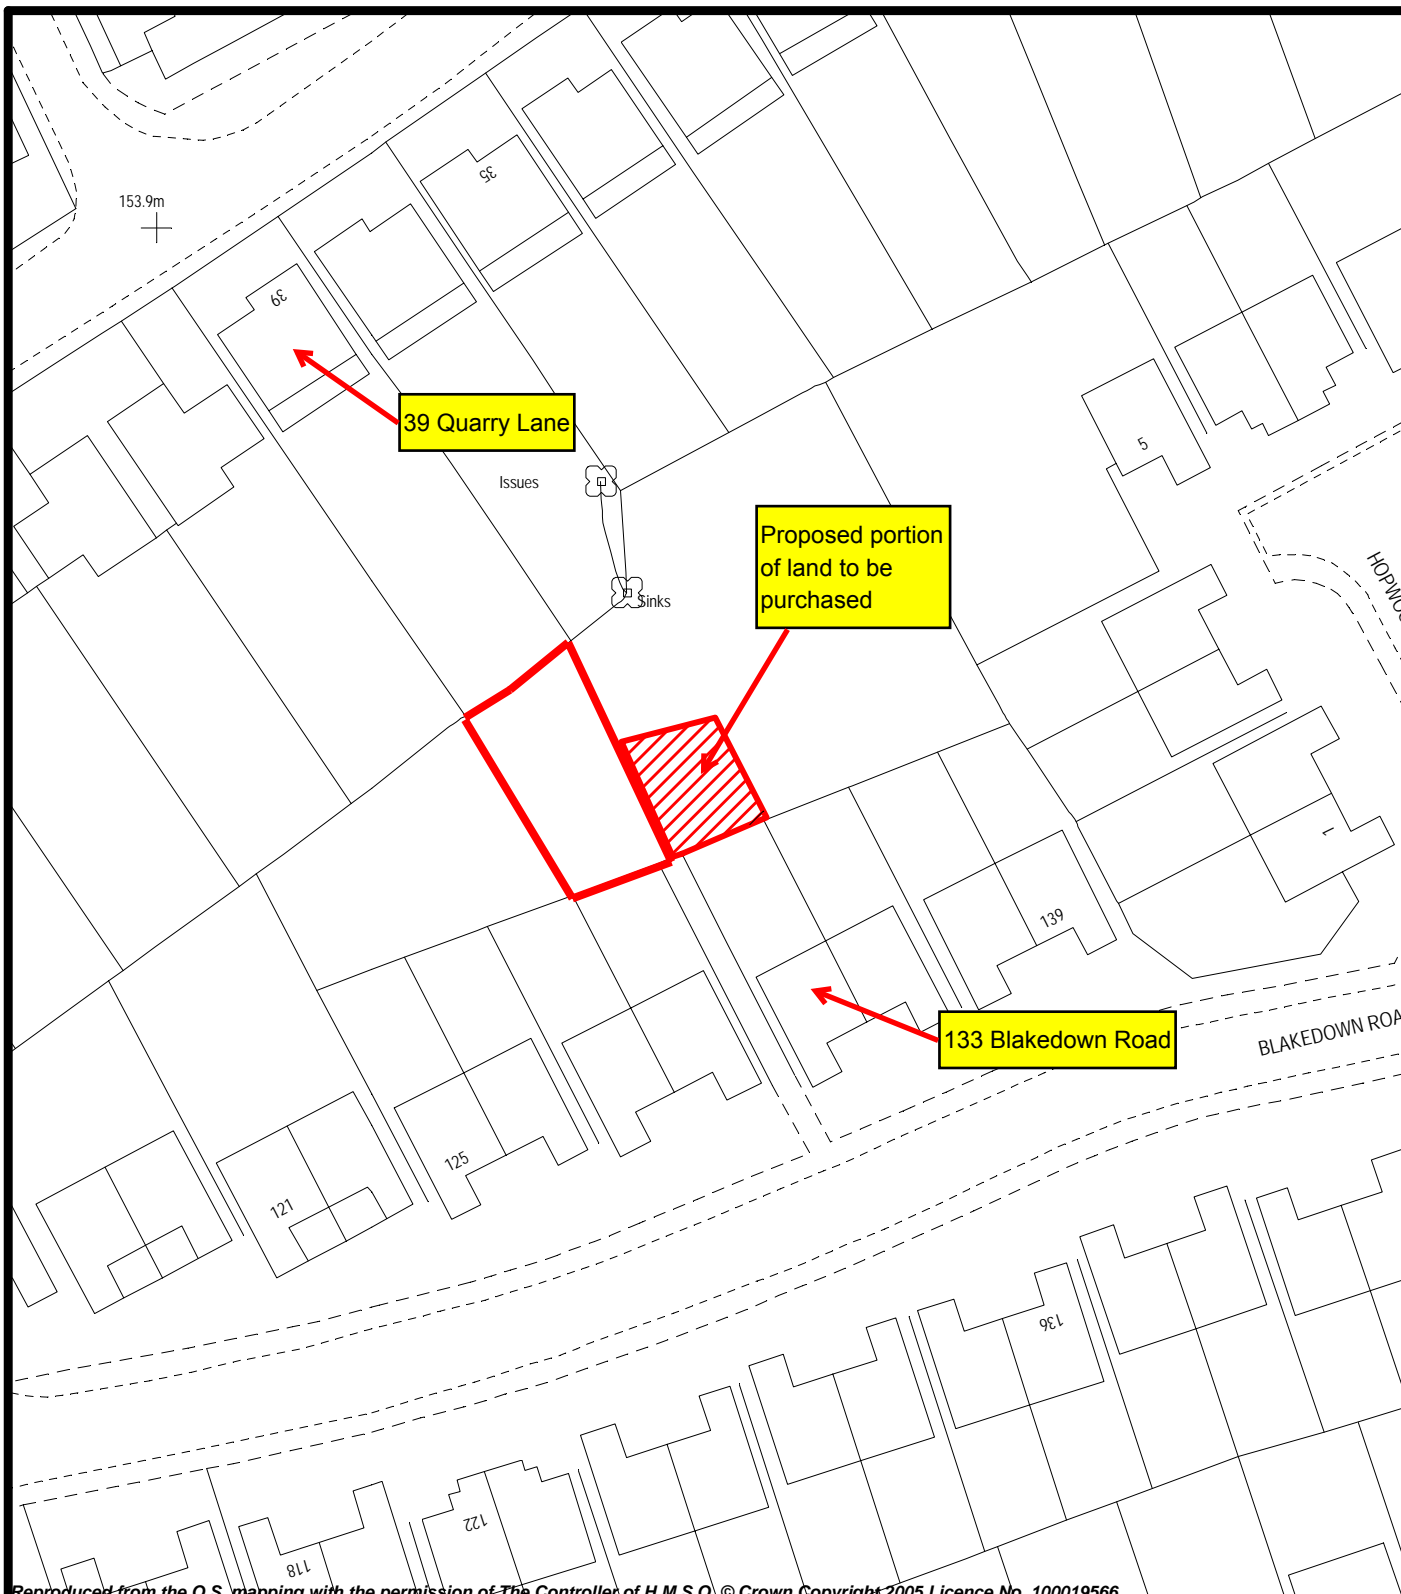 35
153.9m
39
39 Quarry Lane
5
Issues
Proposed portion
of land to be
purchased
HOPWO
Sinks
1
139
133 Blakedown Road
BLAKEDOWN ROA
125
121
136
122
118
Reproduced from the O.S. mapping with the permission of The Controller of H.M.S.O. © Crown Copyright 2005 Licence No. 100019566